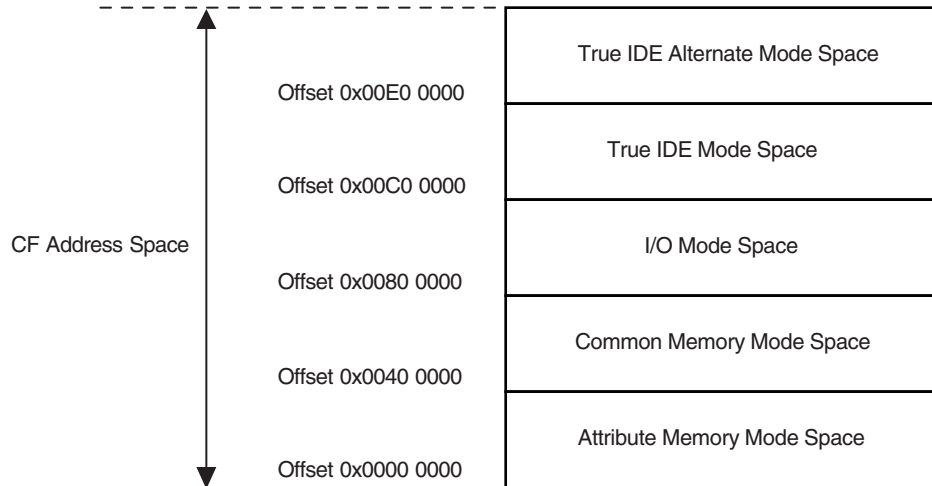 True IDE Alternate Mode Space
Offset 0x00E0 0000
True IDE Mode Space
Offset 0x00C0 0000
CF Address Space
I/O Mode Space
Offset 0x0080 0000
Common Memory Mode Space
Offset 0x0040 0000
Attribute Memory Mode Space
Offset 0x0000 0000